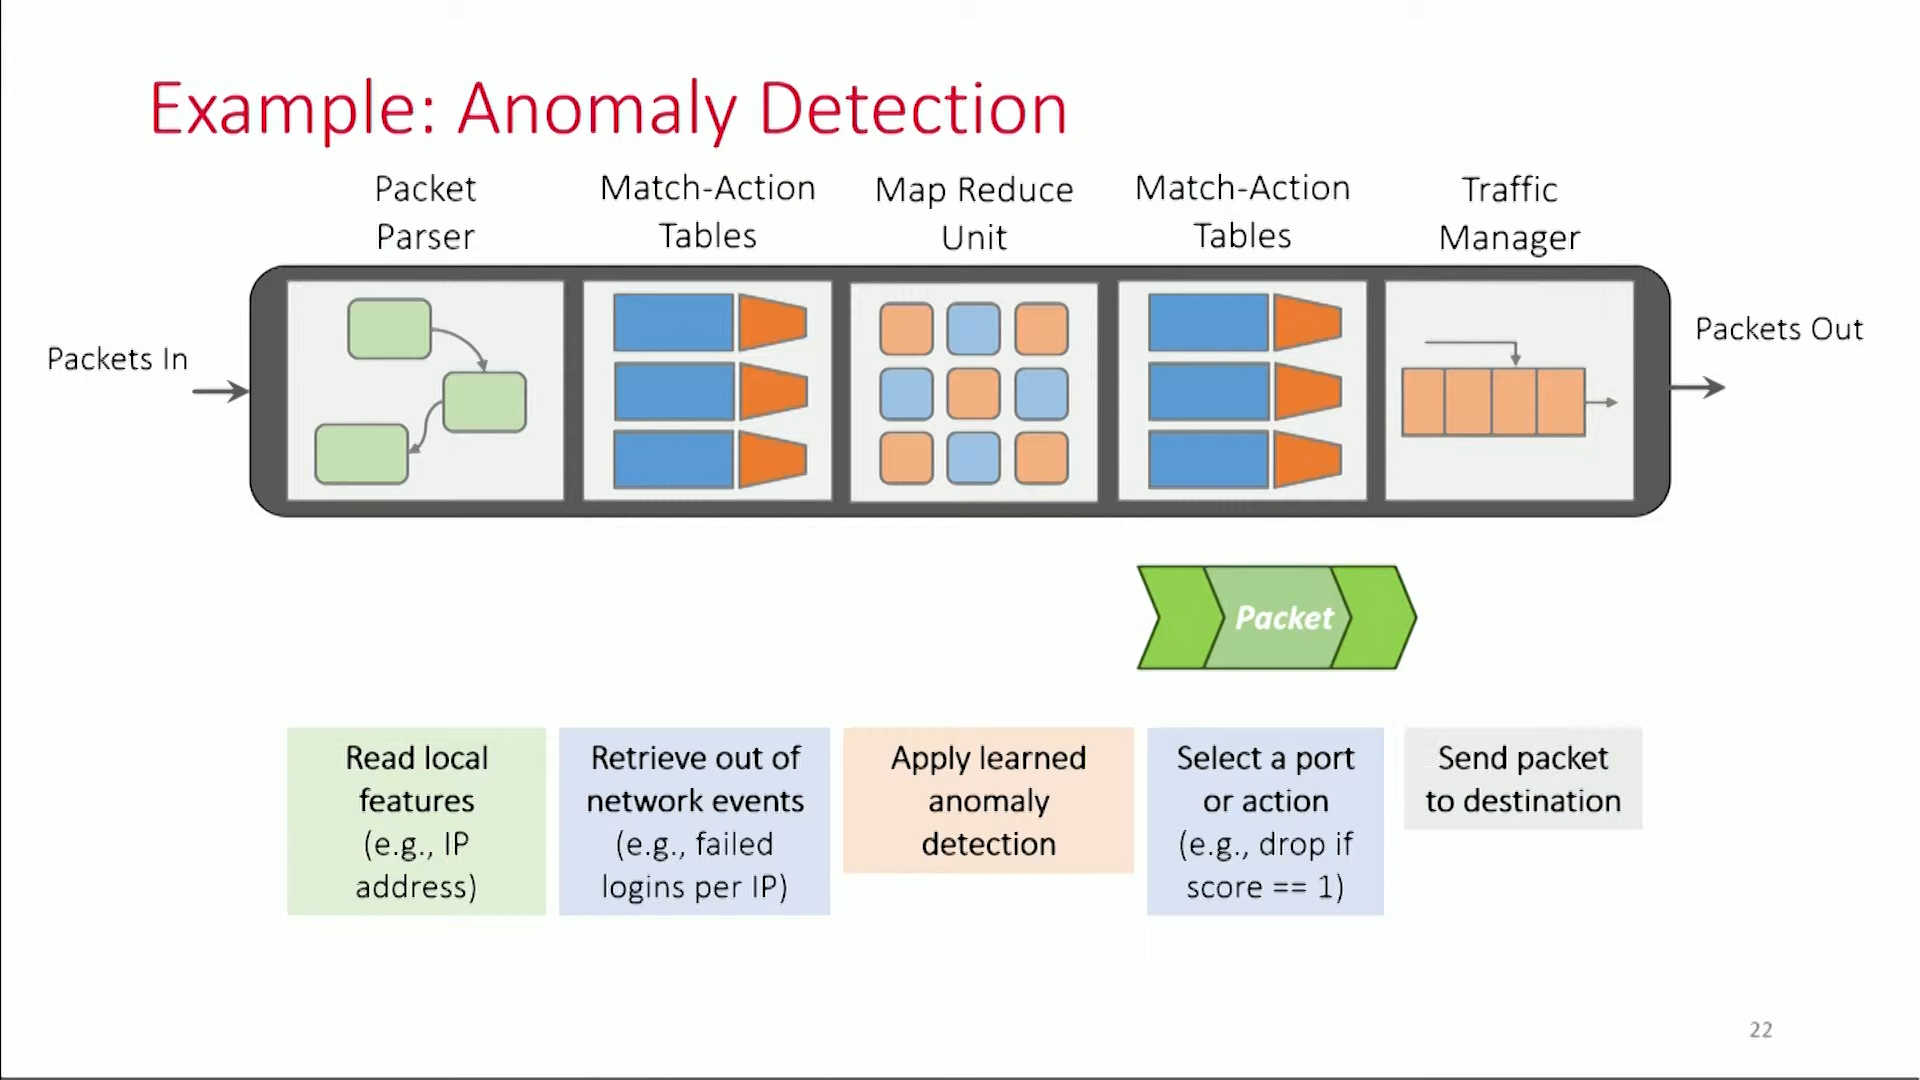 Example: Anomaly Detection
Packet
Parser
Match-Action
Tables
Map Reduce
Unit
Match-Action
Tables
Traffic
Manager
Packets In
Packets Out
Packet
Read local
features
(e.g., IP
address)
Retrieve out of
network events
(e.g., failed
logins per IP)
Apply learned
anomaly
detection
Select a port
or action
(e.g., drop if
score == 1)
Send packet
to destination
22